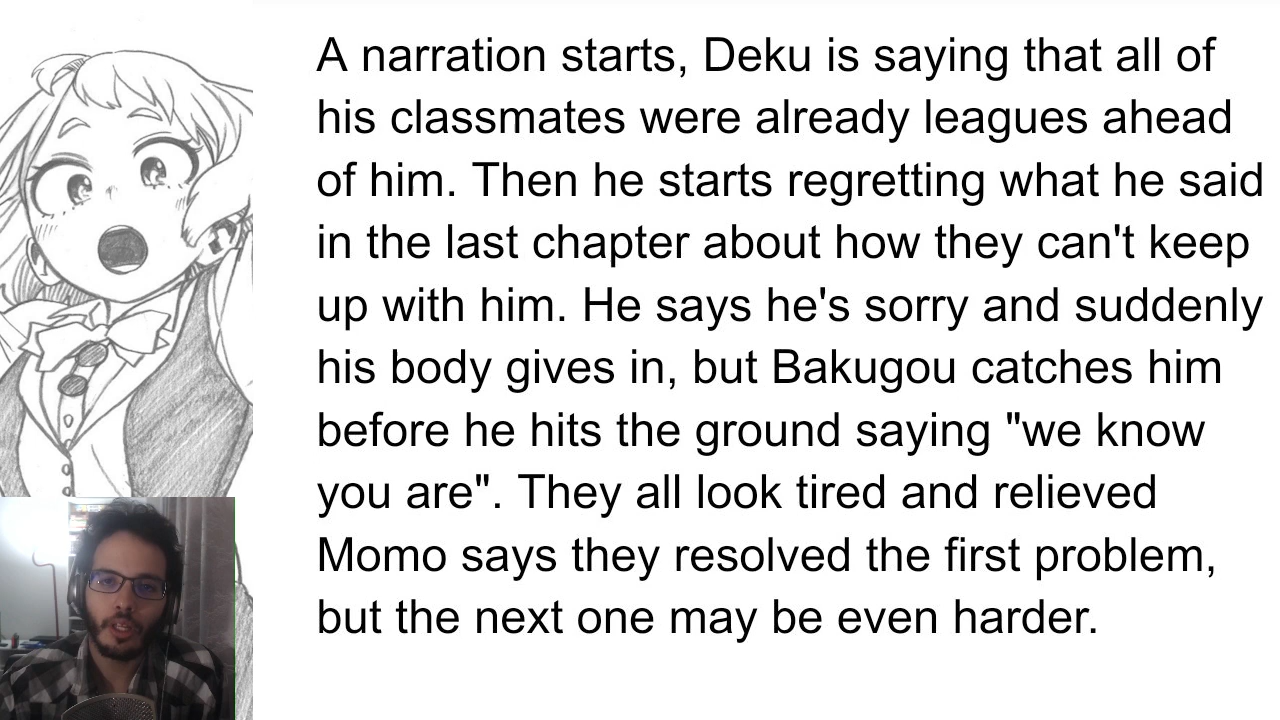 A narration starts, Deku is saying that all of
his classmates were already leagues ahead
of him. Then he starts regretting what he said
in the last chapter about how they can't keep
up with him. He says he's sorry and suddenly
his body gives in, but Bakugou catches him
before he hits the ground saying "we know
you are". They all look tired and relieved
Momo says they resolved the first problem,
but the next one may be even harder.